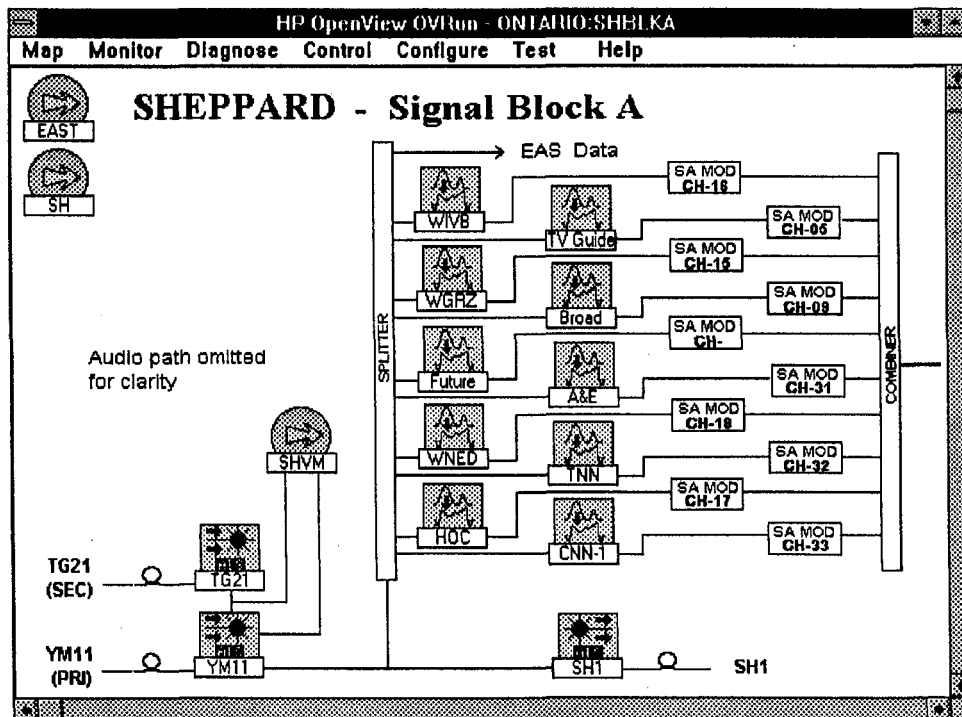 HP OpenView OVRun - ONTARIO:SHBLKA
Map Monitor Diagnose Control Configure Test Help
EAST
SH
SHEPPARD - Signal Block A
EAS Data
SPLITTER
COMBINER
WIVB
SA MOD
CH-16
TV Guide
SA MOD
CH-05
WGRZ
SA MOD
CH-15
Broad
SA MOD
CH-09
Future
SA MOD
CH-
A&E
SA MOD
CH-31
WNED
SA MOD
CH-18
TNN
SA MOD
CH-32
HOC
SA MOD
CH-17
CNN-1
SA MOD
CH-33
Audio path omitted
for clarity
SHVM
TG21
(SEC)
TG21
YM11
(PRI)
YM11
SH1
SH1